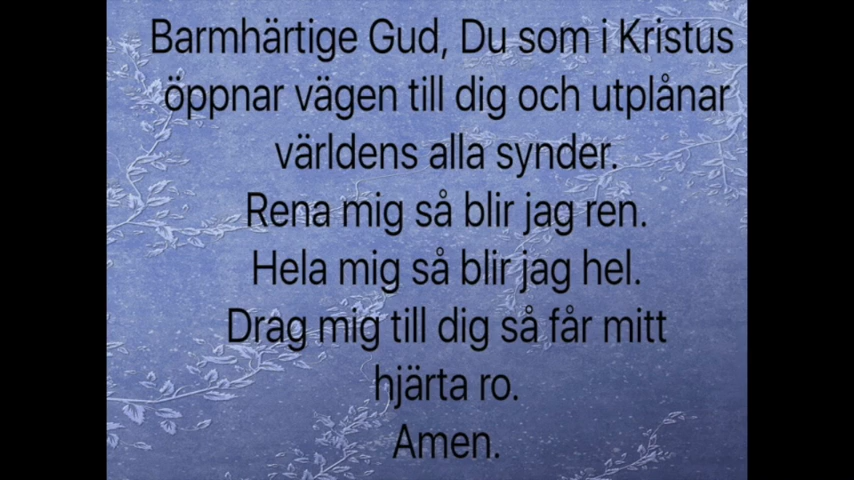 Barmhärtige Gud, Du som i Kristus
öppnar vägen till dig och utplånar
världens alla synder.
Rena mig så blir jag ren.
Hela mig så blir jag hel.
Drag mig till dig så får mitt
hjärta ro.
Amen.